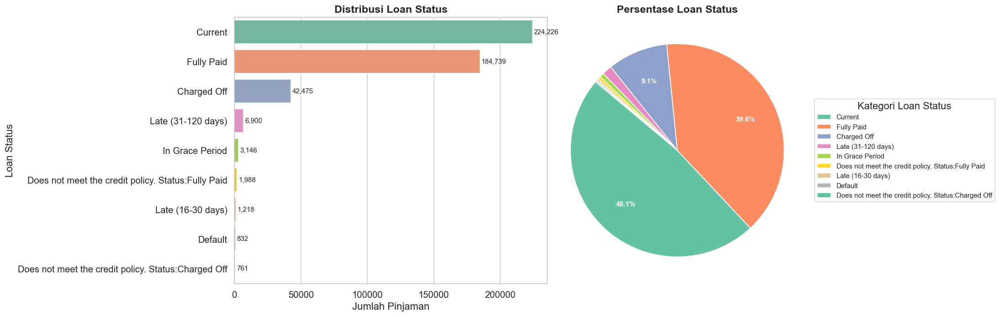 Distribusi Loan Status
Loan Status
Current
224,226
Fully Paid
184,739
Charged Off
42,475
Late (31-120 days)
6,900
In Grace Period
3,146
Does not meet the credit policy. Status:Fully Paid
1,988
Late (16-30 days)
1,218
Default
832
Does not meet the credit policy. Status:Charged Off
761
0 50000 100000 150000 200000
Jumlah Pinjaman
Persentase Loan Status
9.1%
39.6%
48.1%
Kategori Loan Status
Current
Fully Paid
Charged Off
Late (31-120 days)
In Grace Period
Does not meet the credit policy. Status:Fully Paid
Late (16-30 days)
Default
Does not meet the credit policy. Status:Charged Off